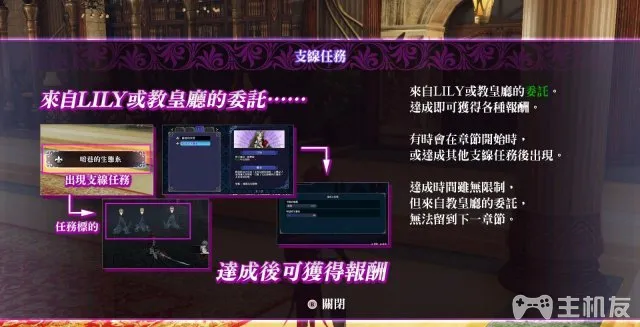 支線任務
來自LILY或教皇廳的委託……
暗巷的生態系
出現支線任務
任務標的
達成後可獲得報酬
來自LILY或教皇廳的委託。
達成即可獲得各種報酬。
有時會在章節開始時，
或達成其他支線任務後出現。
達成時間雖無限制，
但來自教皇廳的委託，
無法留到下一章節。
關閉
主机友